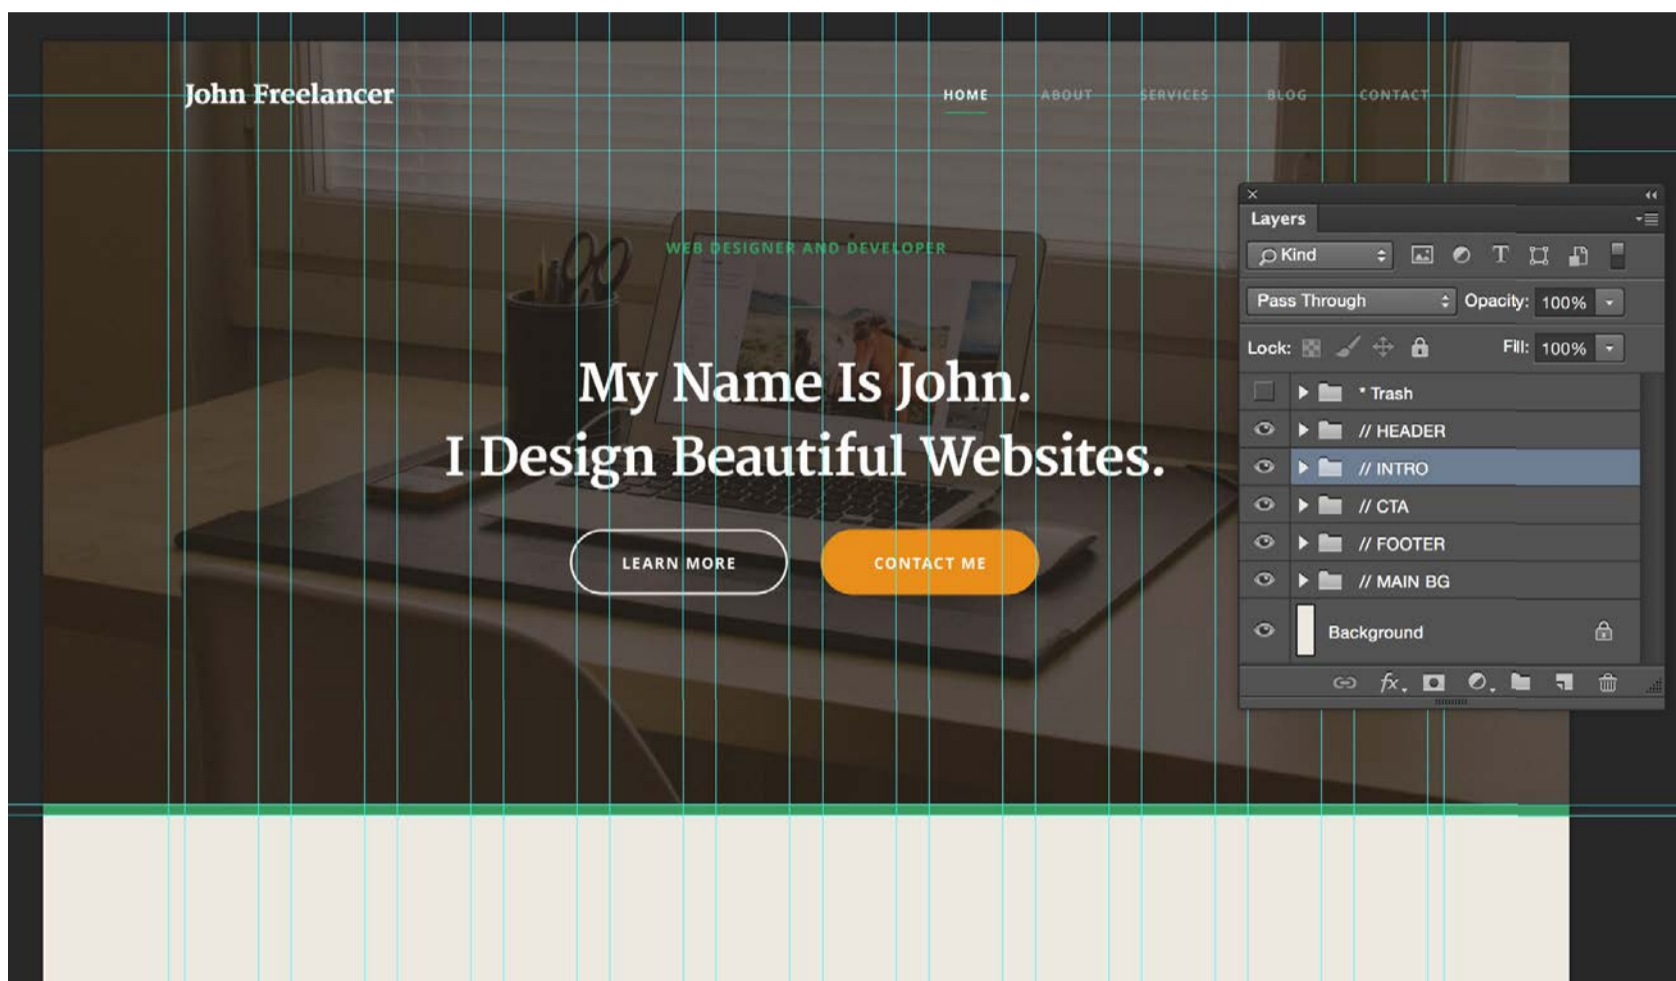 John Freelancer
HOME ABOUT SERVICES BLOG CONTACT
WEB DESIGNER AND DEVELOPER
My Name Is John.
I Design Beautiful Websites.
LEARN MORE CONTACT ME
Layers
Kind T
Pass Through Opacity: 100%
Lock: Fill: 100%
* Trash
// HEADER
// INTRO
// CTA
// FOOTER
// MAIN BG
Background
fx.